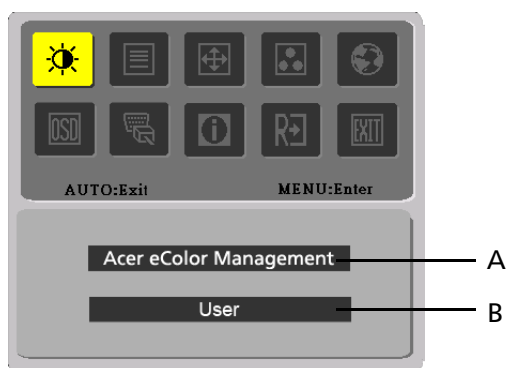 OSD
i
R
EXIT
AUTO:Exit MENU:Enter
Acer eColor Management A
User B